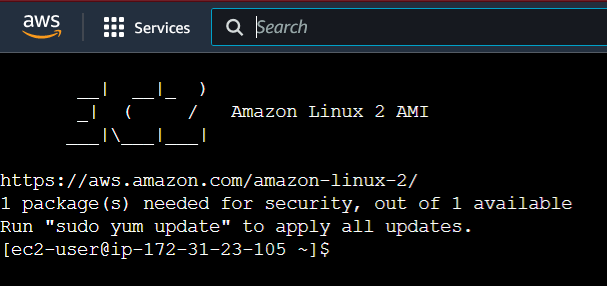 aws
Services
Search
__|  __|_  )
_|  (     /   Amazon Linux 2 AMI
___|\___|___|
https://aws.amazon.com/amazon-linux-2/
1 package(s) needed for security, out of 1 available
Run "sudo yum update" to apply all updates.
[ec2-user@ip-172-31-23-105 ~]$